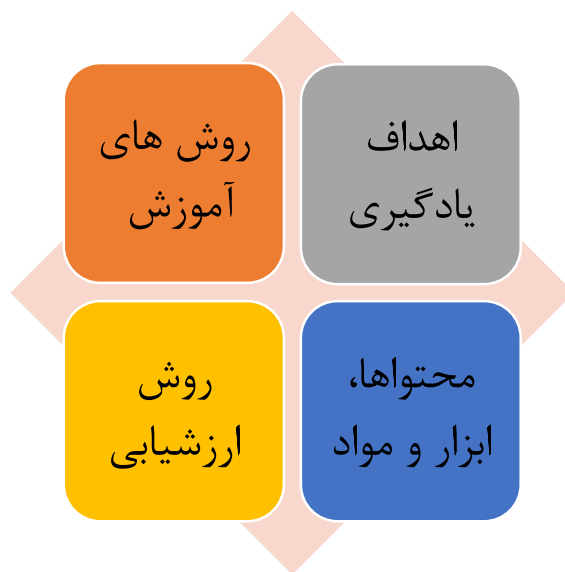 اهداف
یادگیری
روش های
آموزش
محتواها،
ابزار و مواد
روش
ارزشیابی